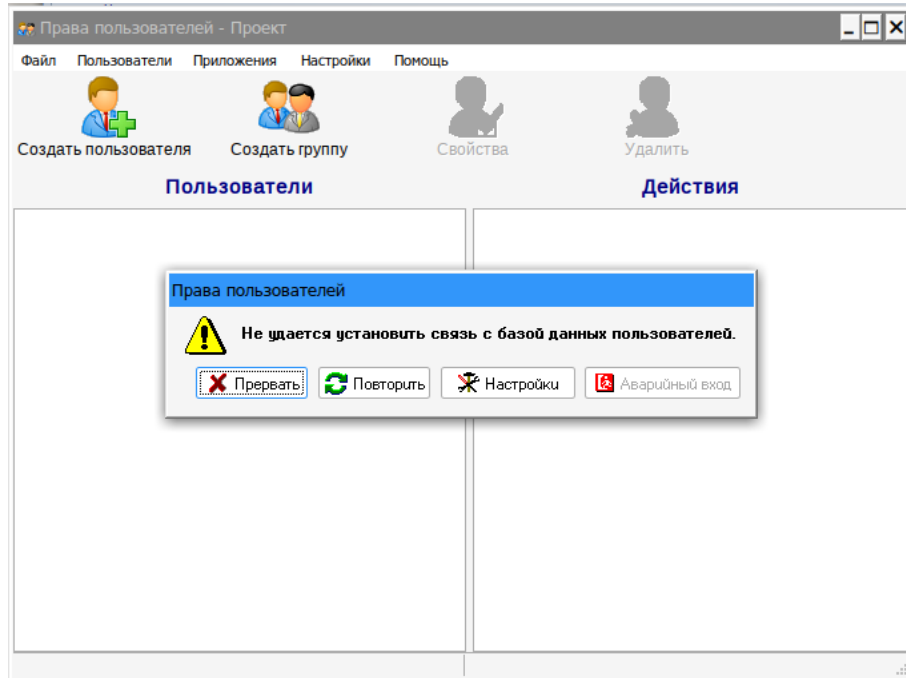 Права пользователей - Проект
Файл Пользователи Приложения Настройки Помощь
Создать пользователя Создать группу Свойства Удалить
Пользователи Действия
Права пользователей
Не удается установить связь с базой данных пользователей.
Прервать Повторить Настройки Аварийный вход